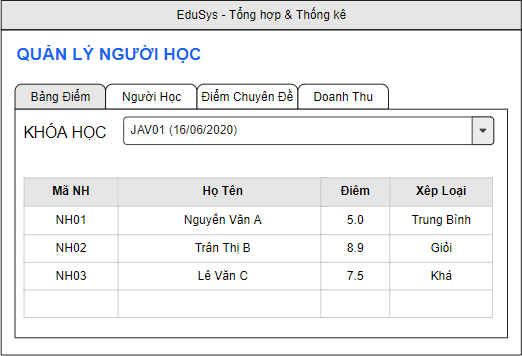 EduSys - Tổng hợp & Thống kê
QUẢN LÝ NGƯỜI HỌC
Bảng Điểm Người Học Điểm Chuyên Đề Doanh Thu
KHÓA HỌC JAV01 (16/06/2020)
Mã NH Họ Tên Điểm Xếp Loại
NH01 Nguyễn Văn A 5.0 Trung Bình
NH02 Trần Thị B 8.9 Giỏi
NH03 Lê Văn C 7.5 Khá